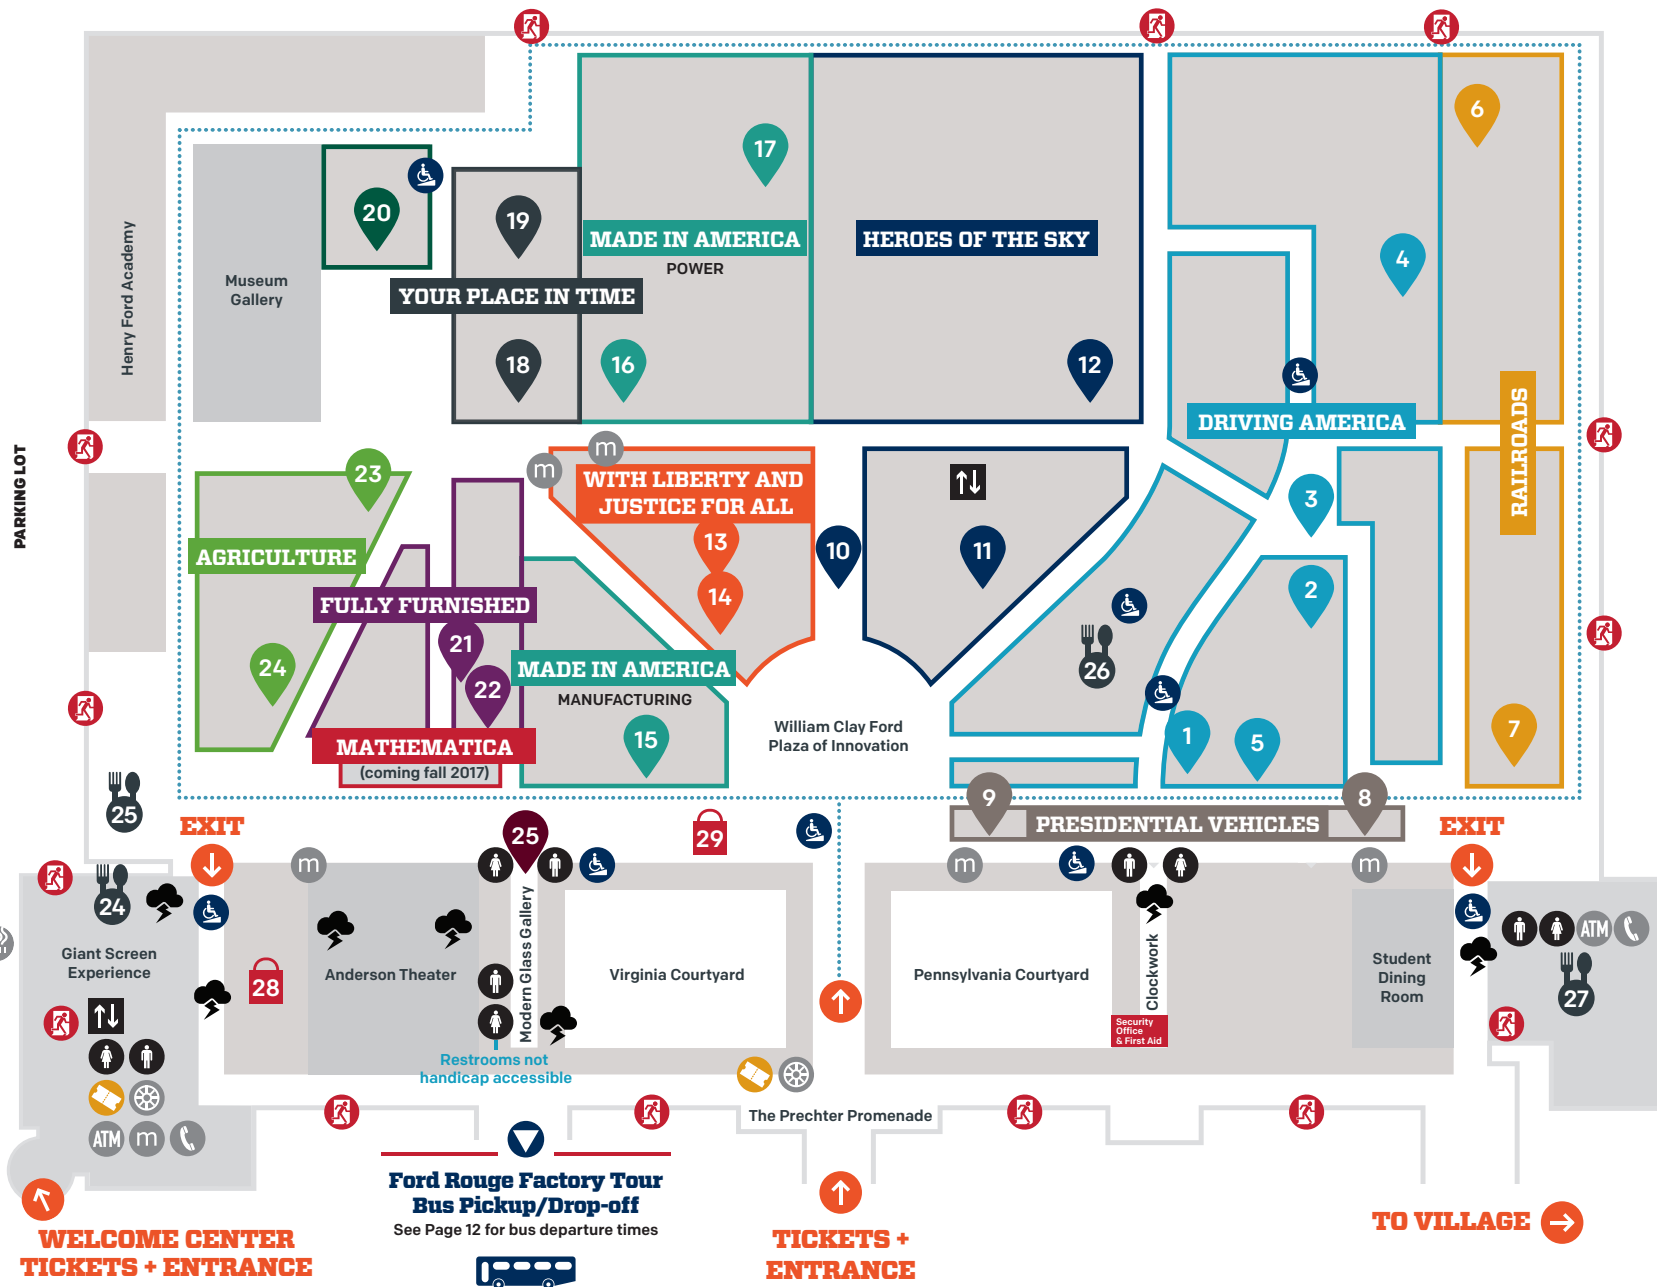 6
17
20
19
MADE IN AMERICA
POWER
HEROES OF THE SKY
4
Henry Ford Academy
Museum
Gallery
YOUR PLACE IN TIME
18
16
12
DRIVING AMERICA
RAILROADS
PARKING LOT
23
m
m
WITH LIBERTY AND
JUSTICE FOR ALL
3
AGRICULTURE
13
10
11
14
2
FULLY FURNISHED
21
24
22
MADE IN AMERICA
MANUFACTURING
26
MATHEMATICA
(coming fall 2017)
15
William Clay Ford
Plaza of Innovation
1
5
7
25
EXIT
25
29
9
PRESIDENTIAL VEHICLES
8
EXIT
m
m
m
24
Giant Screen
Experience
28
Anderson Theater
Modern Glass Gallery
Virginia Courtyard
Pennsylvania Courtyard
Clockwork
Security
Office
& First Aid
Student
Dining
Room
ATM
27
Restrooms not
handicap accessible
ATM
m
The Prechter Promenade
Ford Rouge Factory Tour
Bus Pickup/Drop-off
See Page 12 for bus departure times
WELCOME CENTER
TICKETS + ENTRANCE
TICKETS +
ENTRANCE
TO VILLAGE